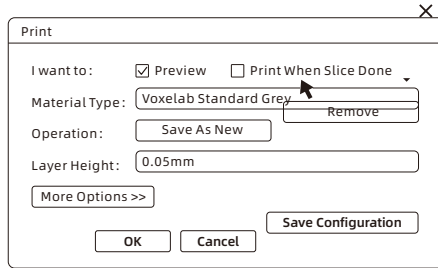 Print
I want to: Preview Print When Slice Done
Material Type: Voxelab Standard Grey
Remove
Operation: Save As New
Layer Height: 0.05mm
More Options >>
Save Configuration
OK Cancel